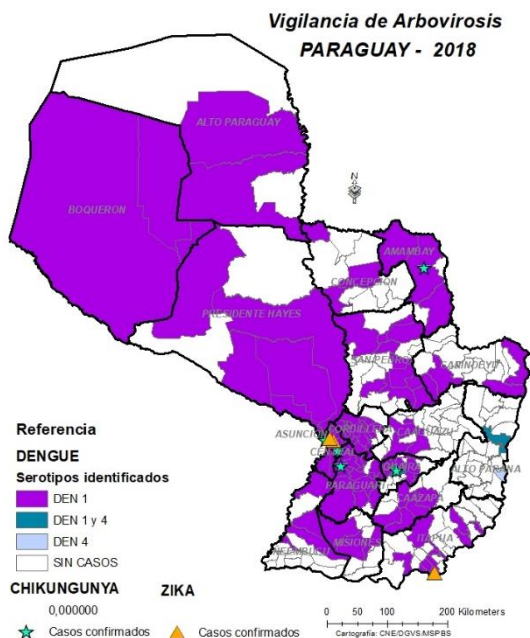 Vigilancia de Arbovirosis
PARAGUAY - 2018
ALTO PARAGUAY
BOQUERON
N
AMAMBAY
CONCEPCION
PRESIDENTE HAYES
SAN PEDRO
CANINDEYU
ASUNCION
CORDILLERA
CAAGUAZU
CENTRAL
ALTO PARANA
GUAIRA
PARAGUARI
CAAZAPA
MISIONES
ITAPUA
ÑEEMBUCU
Referencia
DENGUE
Serotipos identificados
DEN 1
DEN 1 y 4
DEN 4
SIN CASOS
CHIKUNGUNYA
ZIKA
0,000000
Casos confirmados
Casos confirmados
0 25 50 100 150 200 Kilometers
Cartografía: CNE/DGVS/MSPBS